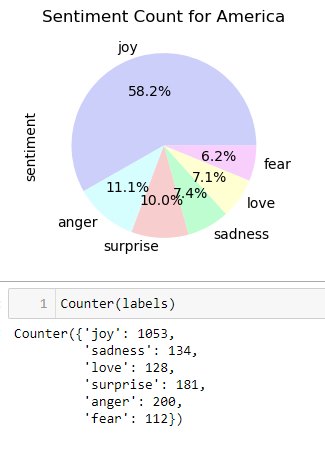 Sentiment Count for America
joy
58.2%
sentiment
6.2%
fear
7.1%
11.1%
7.4%
love
10.0%
anger
sadness
surprise
1 Counter(labels)
Counter({'joy': 1053,
'sadness': 134,
'love': 128,
'surprise': 181,
'anger': 200,
'fear': 112})